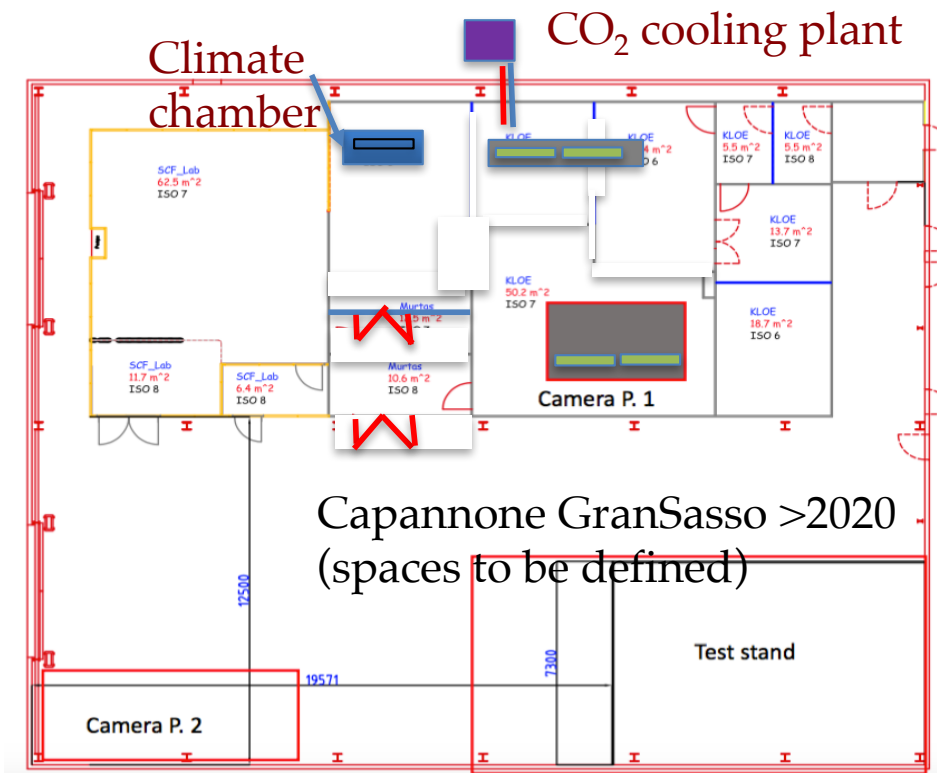 CO₂ cooling plant
Climate
chamber
SCF_Lab
62.5 m^2
ISO 7
KLOE
KLOE
KLOE
5.5 m^2
ISO 7
KLOE
5.5 m^2
ISO 8
KLOE
13.7 m^2
ISO 7
KLOE
50.2 m^2
ISO 7
KLOE
18.7 m^2
ISO 6
Murtas
SCF_Lab
11.7 m^2
ISO 8
SCF_Lab
6.4 m^2
ISO 8
Murtas
10.6 m^2
ISO 8
Camera P. 1
Capannone GranSasso >2020
(spaces to be defined)
12500
7300
Test stand
19571
Camera P. 2